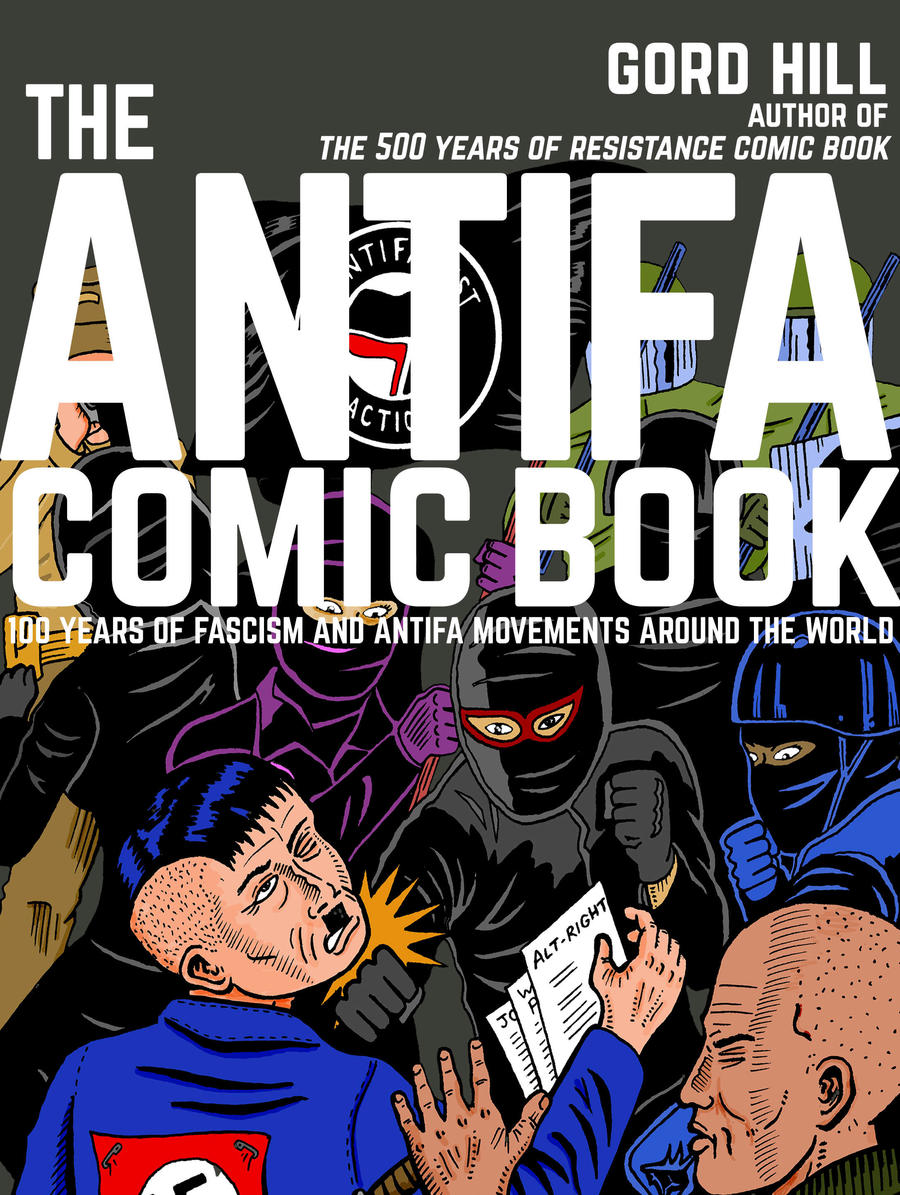 GORD HILL
AUTHOR OF
THE 500 YEARS OF RESISTANCE COMIC BOOK
THE
ANTIFA
COMIC BOOK
100 YEARS OF FASCISM AND ANTIFA MOVEMENTS AROUND THE WORLD
ALT-RIGHT